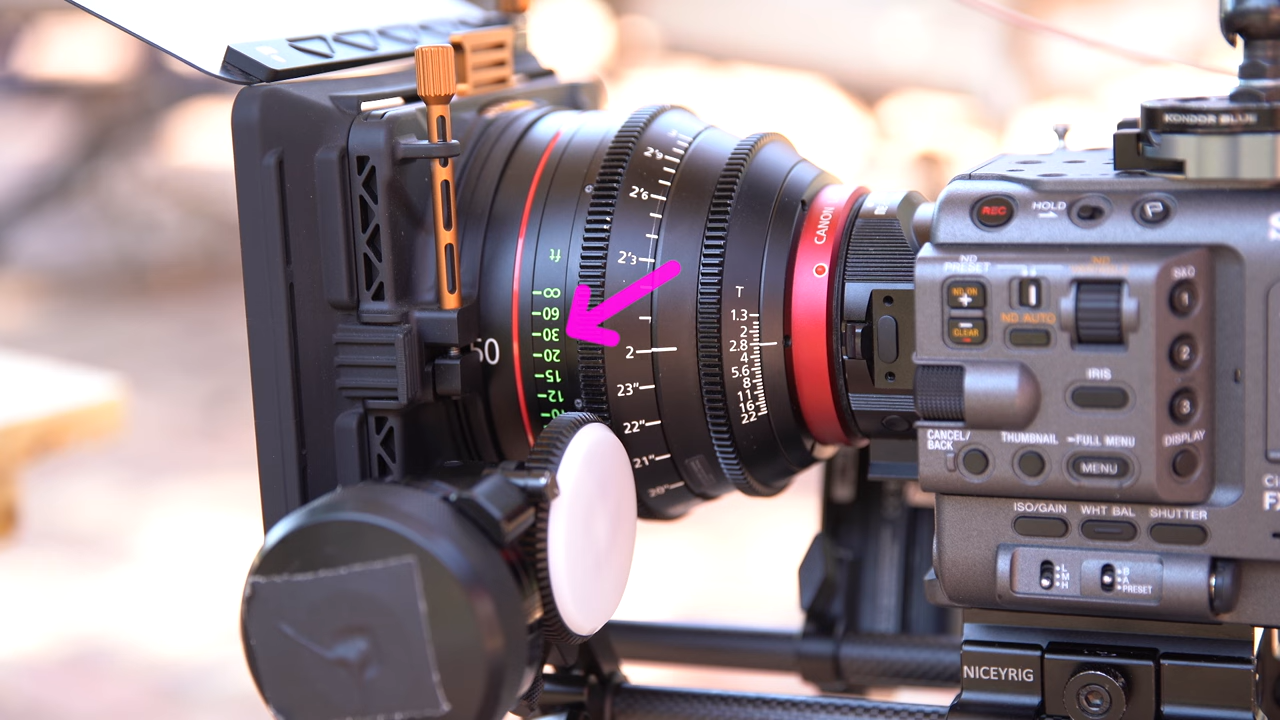 50
ft
∞
60
30
20
15
12
10
2'9
2'6
2'3
2
23"
22"
21"
20"
T
1.3
2
2.8
4
5.6
8
11
16
22
CANON
KONDOR BLUE
REC
HOLD
P
ND
PRESET
ND ON
+
CLEAR
ND AUTO
S&Q
1
2
3
IRIS
CANCEL/
BACK
THUMBNAIL
FULL MENU
MENU
DISPLAY
ISO/GAIN
WHT BAL
SHUTTER
L
M
H
B
A
PRESET
NICEYRIG